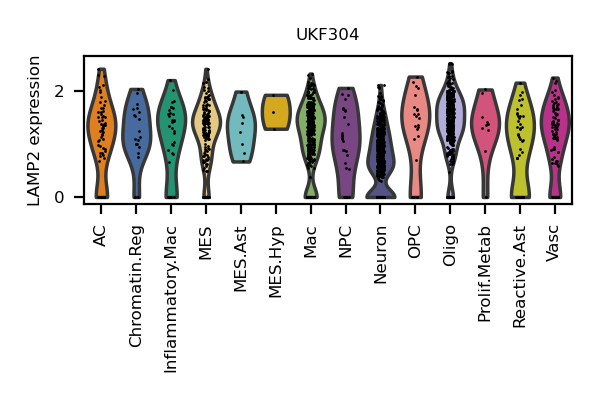 UKF304
LAMP2 expression
2
0
AC
Chromatin.Reg
Inflammatory.Mac
MES
MES.Ast
MES.Hyp
Mac
NPC
Neuron
OPC
Oligo
Prolif.Metab
Reactive.Ast
Vasc